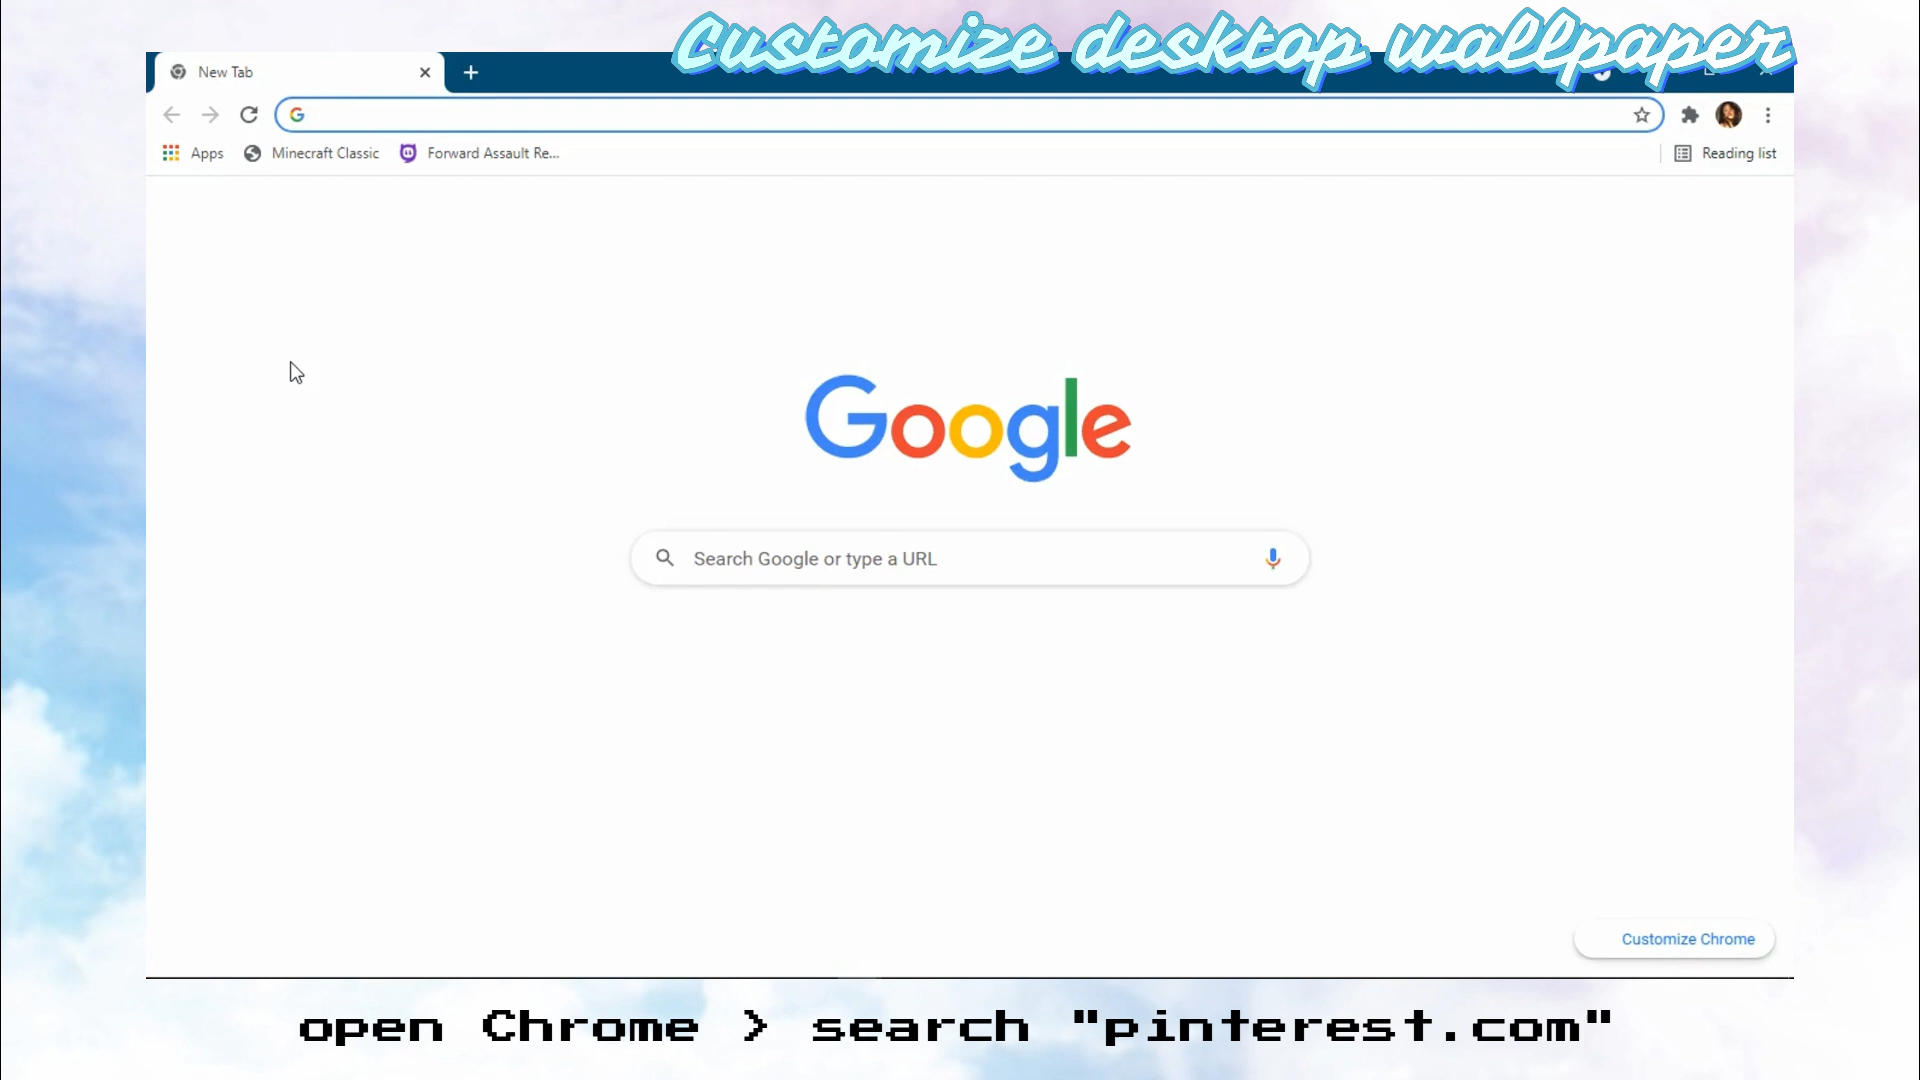 Customize desktop wallpaper
New Tab
Apps
Minecraft Classic
Forward Assault Re...
Reading list
Google
Search Google or type a URL
Customize Chrome
open Chrome > search "pinterest.com"